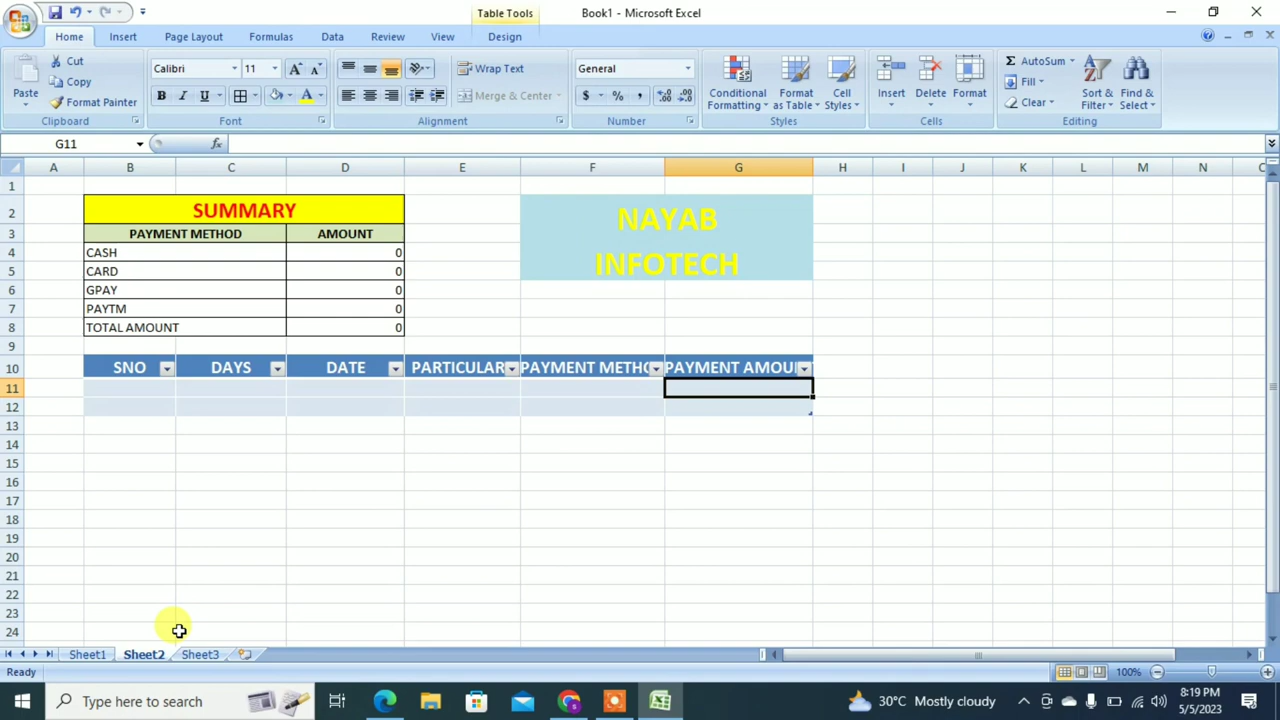 Table Tools
Book1 - Microsoft Excel
Home
Insert
Page Layout
Formulas
Data
Review
View
Design
Paste
Cut
Copy
Format Painter
Clipboard
Calibri
11
B I U
Font
Wrap Text
Merge & Center
Alignment
General
$ % ,
Number
Conditional Formatting
Format as Table
Cell Styles
Styles
Insert
Delete
Format
Cells
AutoSum
Fill
Clear
Sort & Filter
Find & Select
Editing
G11
fx
A B C D E F G H I J K L M N
1
2
3
4
5
6
7
8
9
10
11
12
13
14
15
16
17
18
19
20
21
22
23
24
SUMMARY
PAYMENT METHOD AMOUNT
CASH 0
CARD 0
GPAY 0
PAYTM 0
TOTAL AMOUNT 0
NAYAB
INFOTECH
SNO DAYS DATE PARTICULAR PAYMENT METHO PAYMENT AMOUN
Sheet1 Sheet2 Sheet3
Ready
100%
Type here to search
30°C Mostly cloudy
8:19 PM
5/5/2023